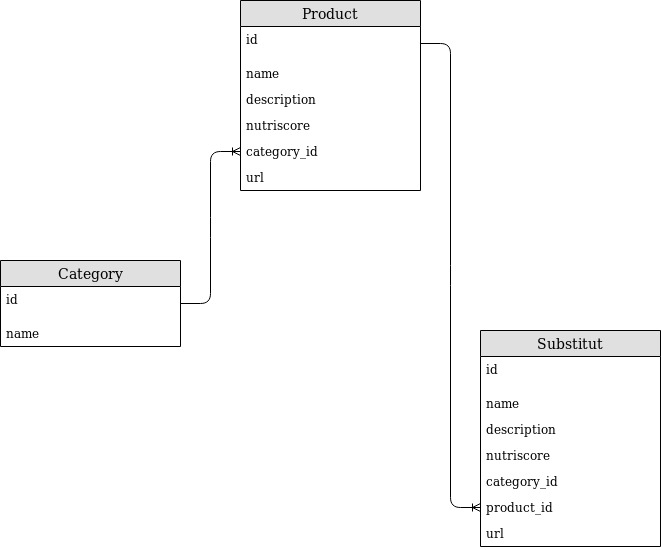 Product
id
name
description
nutriscore
category_id
url
Category
id
name
Substitut
id
name
description
nutriscore
category_id
product_id
url